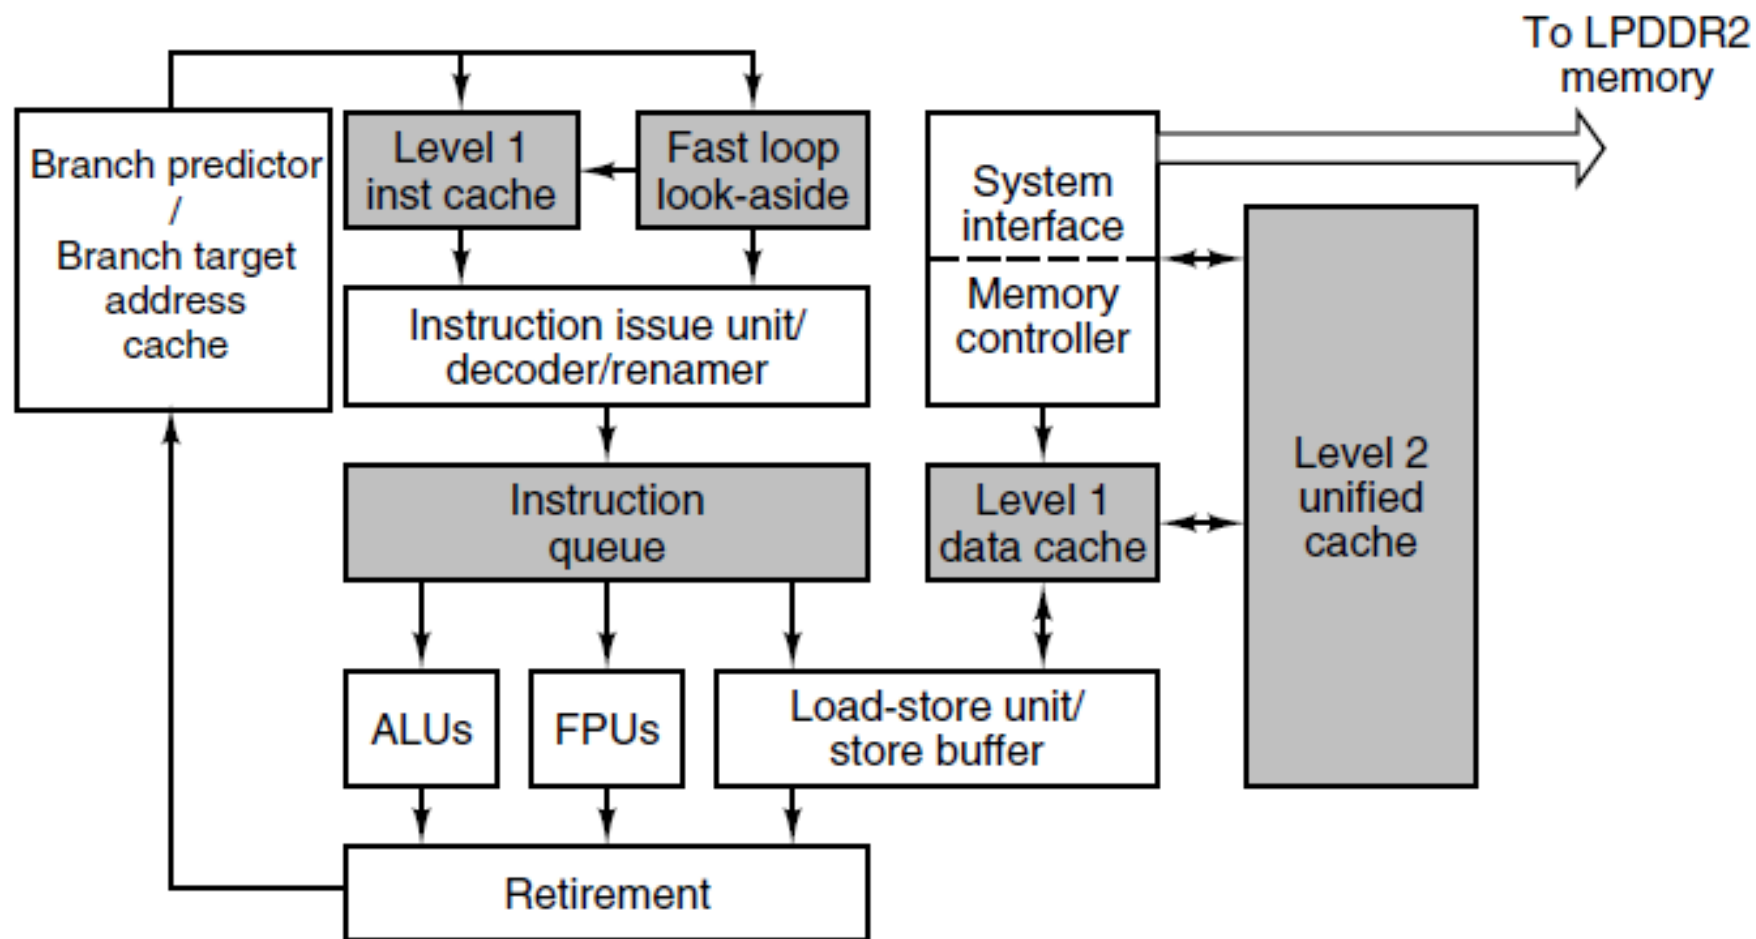 To LPDDR2
memory
Branch predictor
/
Branch target
address
cache
Level 1
inst cache
Fast loop
look-aside
System
interface
Memory
controller
Instruction issue unit/
decoder/renamer
Instruction
queue
Level 1
data cache
Level 2
unified
cache
ALUs
FPUs
Load-store unit/
store buffer
Retirement